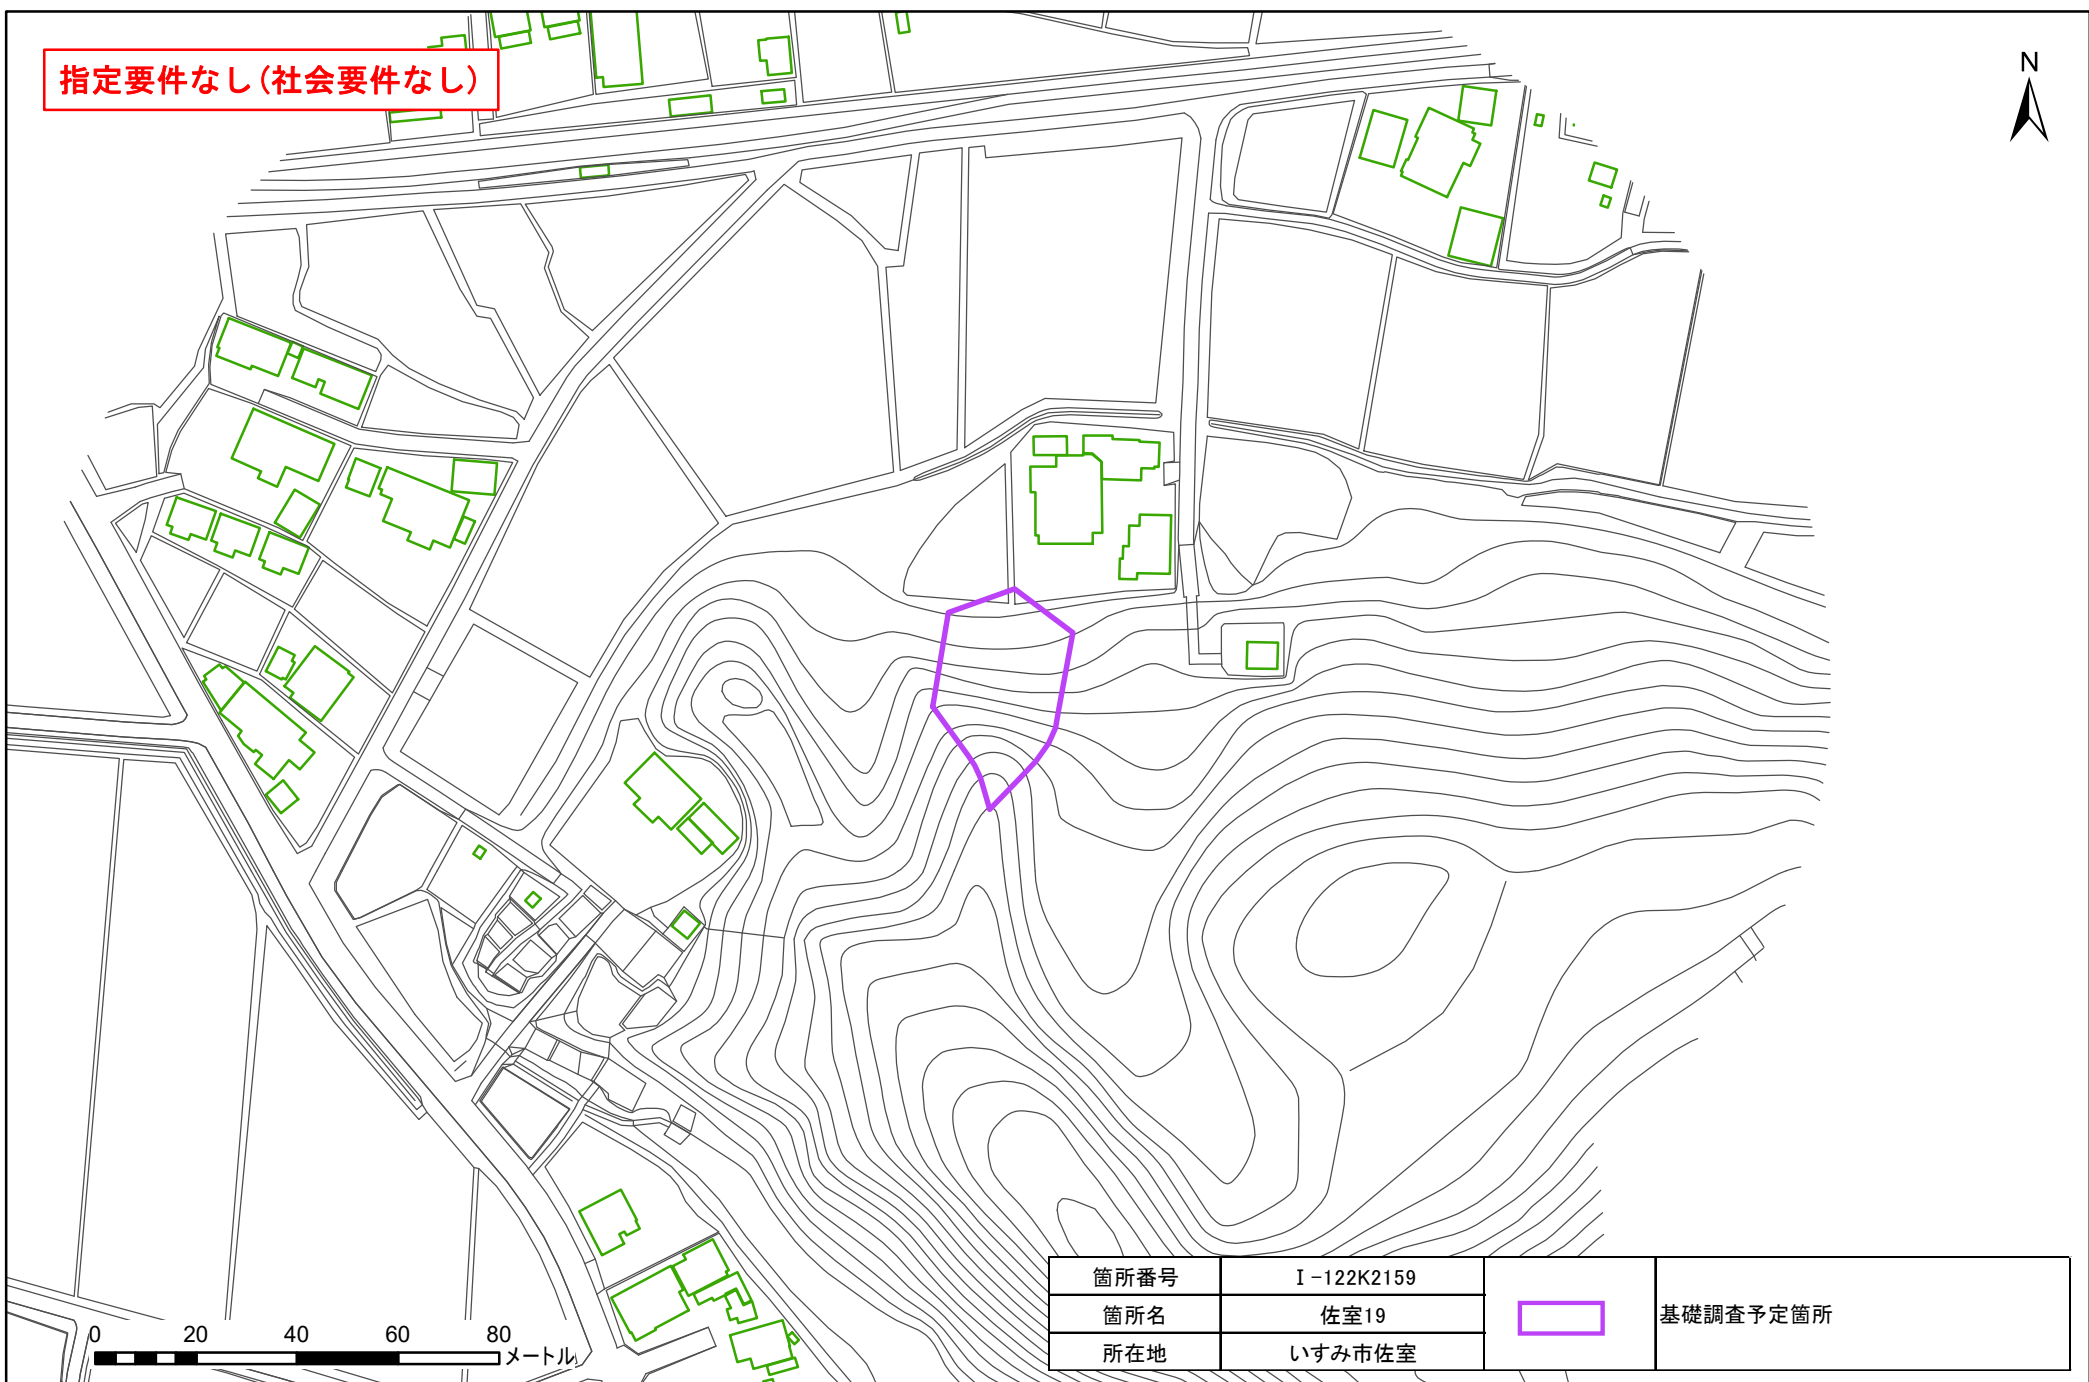 指定要件なし(社会要件なし)
N
箇所番号 I-122K2159
箇所名 佐室19
所在地 いすみ市佐室
基礎調査予定箇所
0 20 40 60 80 メートル